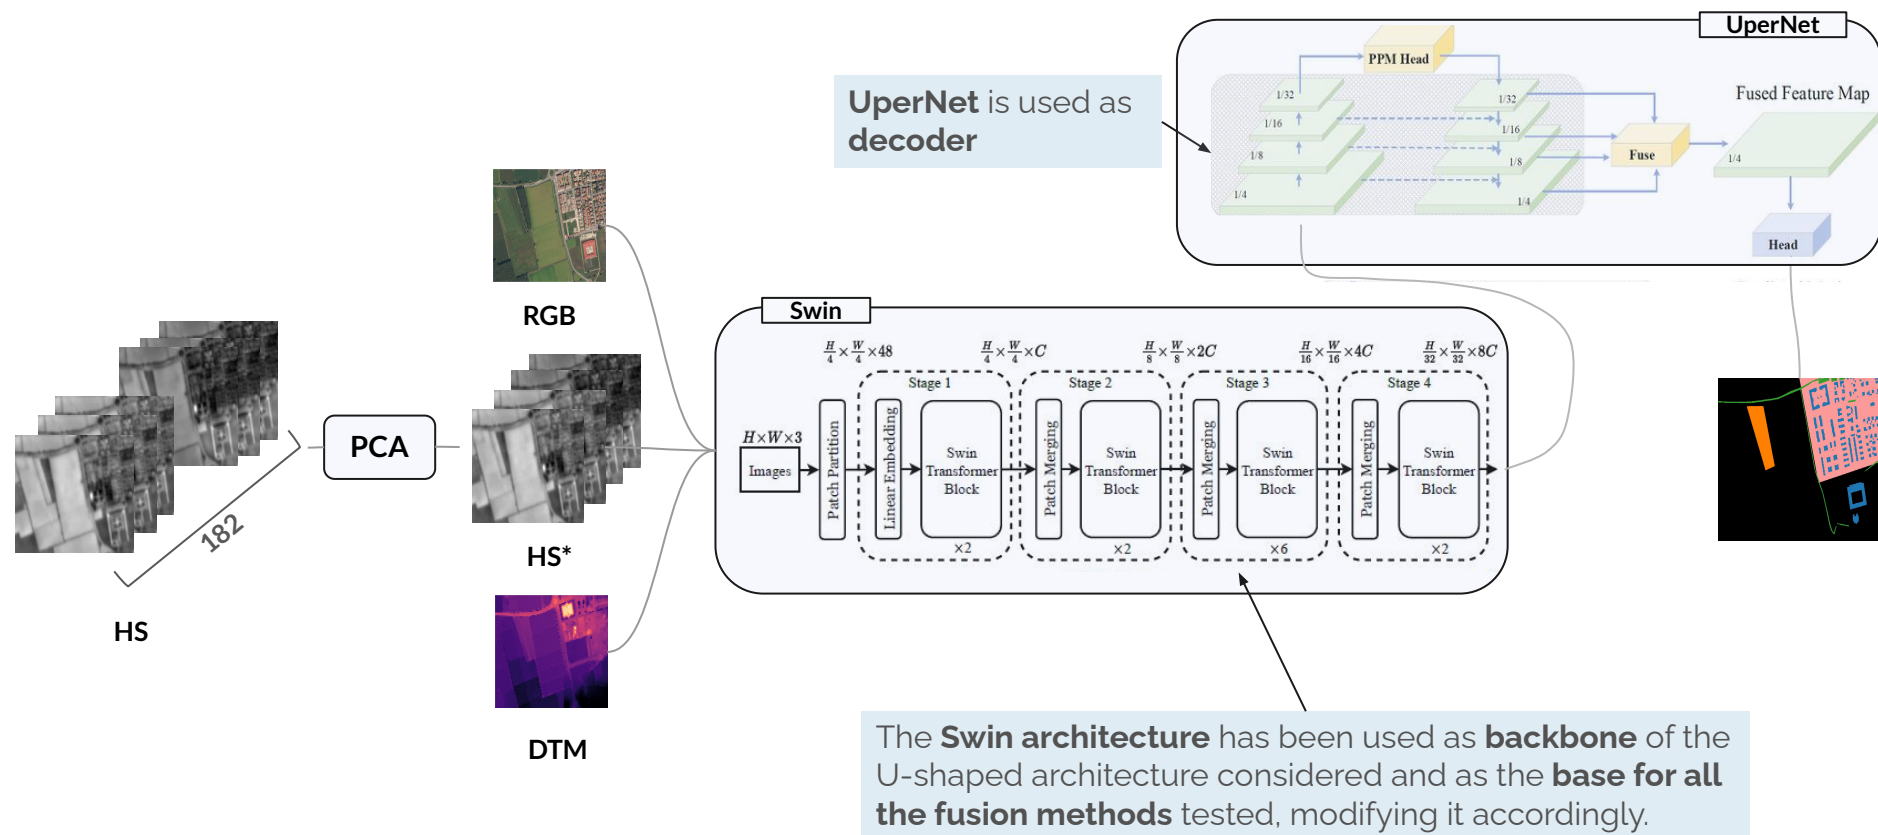 UperNet
PPM Head
1/32
1/32
1/16
1/16
1/8
1/8
1/4
1/4
Fuse
Fused Feature Map
1/4
Head
UperNet is used as
decoder
RGB
HS
182
PCA
HS*
DTM
Swin
H/4 × W/4 × 48
H/4 × W/4 × C
H/8 × W/8 × 2C
H/16 × W/16 × 4C
H/32 × W/32 × 8C
H×W×3
Images
Patch Partition
Stage 1
Linear Embedding
Swin
Transformer
Block
×2
Stage 2
Patch Merging
Swin
Transformer
Block
×2
Stage 3
Patch Merging
Swin
Transformer
Block
×6
Stage 4
Patch Merging
Swin
Transformer
Block
×2
The Swin architecture has been used as backbone of the
U-shaped architecture considered and as the base for all
the fusion methods tested, modifying it accordingly.